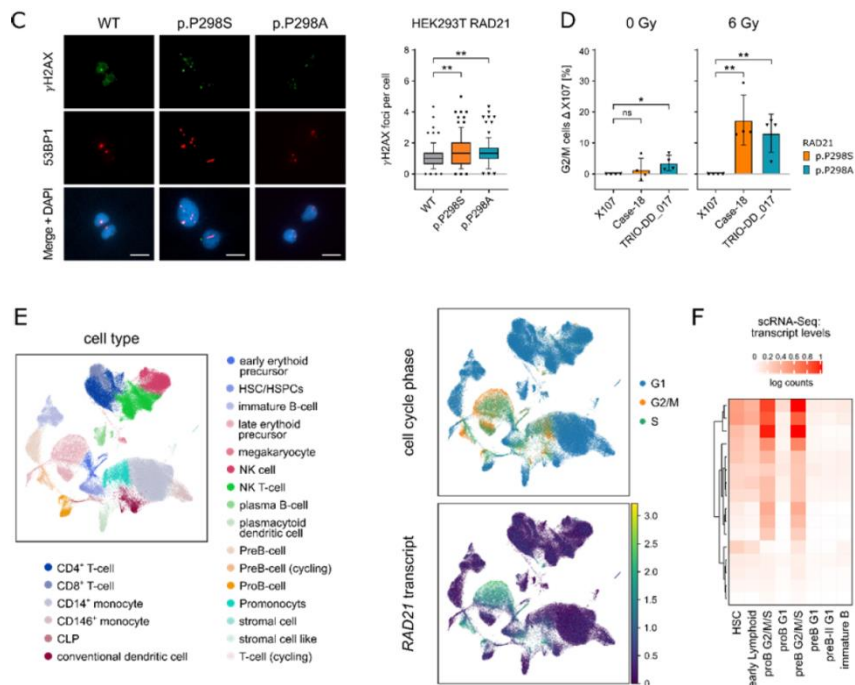 C
WT
p.P298S
p.P298A
γH2AX
53BP1
Merge + DAPI
HEK293T RAD21
γH2AX foci per cell
8
6
4
2
0
**
**
WT
p.P298S
p.P298A
D
0 Gy
6 Gy
G2/M cells Δ X107 [%]
40
30
20
10
0
ns
*
**
**
X107
Case-18
TRIO-DD_017
X107
Case-18
TRIO-DD_017
RAD21
p.P298S
p.P298A
E
cell type
early erythoid
precursor
HSC/HSPCs
immature B-cell
late erythoid
precursor
megakaryocyte
NK cell
NK T-cell
plasma B-cell
plasmacytoid
dendritic cell
PreB-cell
PreB-cell (cycling)
ProB-cell
Promonocyts
stromal cell
stromal cell like
T-cell (cycling)
CD4+ T-cell
CD8+ T-cell
CD14+ monocyte
CD146+ monocyte
CLP
conventional dendritic cell
cell cycle phase
G1
G2/M
S
RAD21 transcript
3.0
2.5
2.0
1.5
1.0
0.5
0
F
scRNA-Seq:
transcript levels
0 0.2 0.4 0.6 0.8 1
log counts
HSC
early Lymphoid
proB G2/M/S
proB G1
preB G2/M/S
preB G1
preB-II G1
immature B